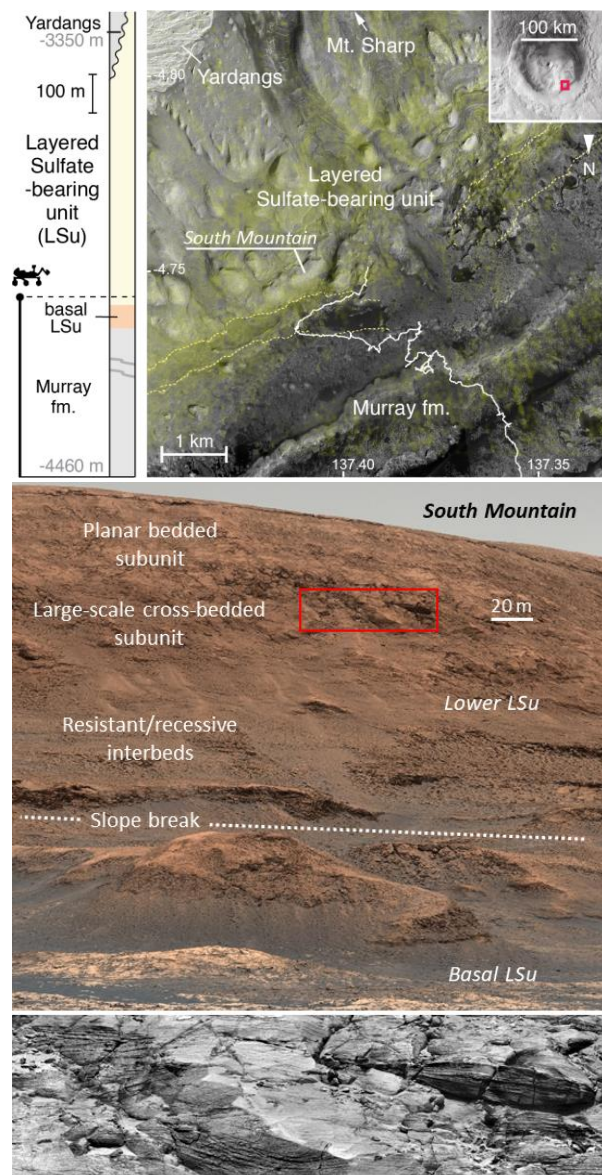 Yardangs
-3350 m
100 m
Layered
Sulfate
-bearing
unit
(LSu)
basal
LSu
Murray fm.
-4460 m
Mt. Sharp
100 km
-4.80
Yardangs
N
Layered
Sulfate-bearing unit
South Mountain
-4.75
Murray fm.
1 km
137.40
137.35
South Mountain
Planar bedded
subunit
Large-scale cross-bedded
subunit
20 m
Lower LSu
Resistant/recessive
interbeds
Slope break
Basal LSu